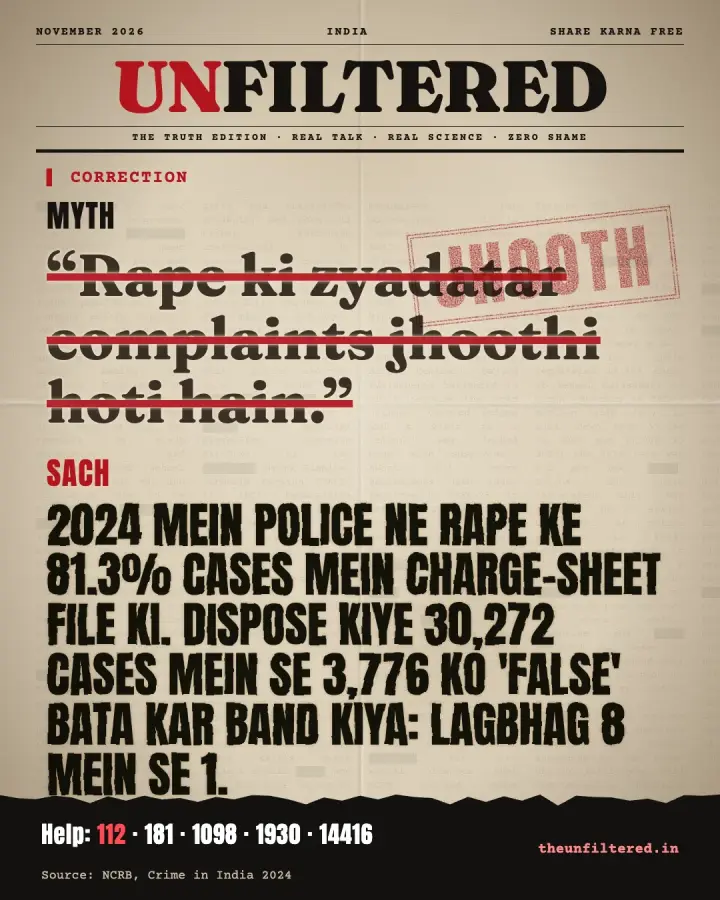 NOVEMBER 2026 INDIA SHARE KARNA FREE
UNFILTERED
THE TRUTH EDITION · REAL TALK · REAL SCIENCE · ZERO SHAME
CORRECTION
MYTH
JHOOTH
“Rape ki zyadatar
complaints jhoothi
hoti hain.”
SACH
2024 MEIN POLICE NE RAPE KE
81.3% CASES MEIN CHARGE-SHEET
FILE KI. DISPOSE KIYE 30,272
CASES MEIN SE 3,776 KO 'FALSE'
BATA KAR BAND KIYA: LAGBHAG 8
MEIN SE 1.
Help: 112 · 181 · 1098 · 1930 · 14416
theunfiltered.in
Source: NCRB, Crime in India 2024